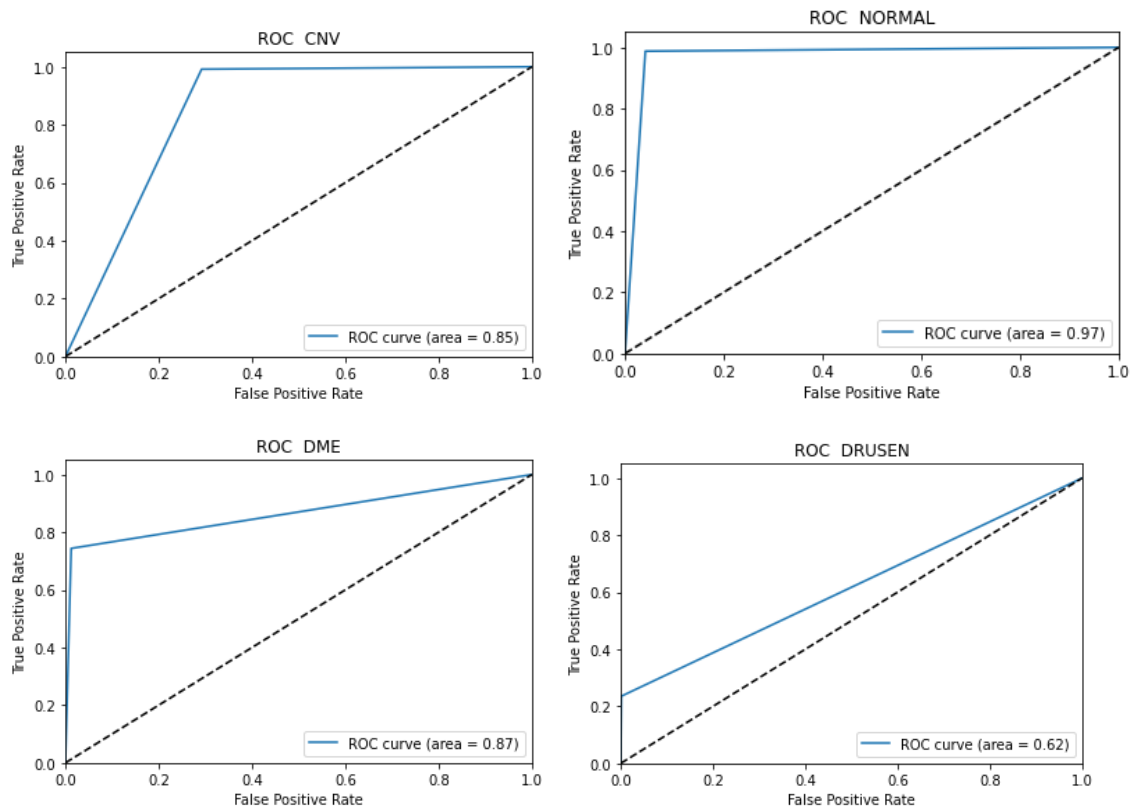 ROC  CNV
1.0
0.8
0.6
0.4
0.2
0.0
True Positive Rate
ROC curve (area = 0.85)
0.0 0.2 0.4 0.6 0.8 1.0
False Positive Rate
ROC  NORMAL
1.0
0.8
0.6
0.4
0.2
0.0
True Positive Rate
ROC curve (area = 0.97)
0.0 0.2 0.4 0.6 0.8 1.0
False Positive Rate
ROC  DME
1.0
0.8
0.6
0.4
0.2
0.0
True Positive Rate
ROC curve (area = 0.87)
0.0 0.2 0.4 0.6 0.8 1.0
False Positive Rate
ROC  DRUSEN
1.0
0.8
0.6
0.4
0.2
0.0
True Positive Rate
ROC curve (area = 0.62)
0.0 0.2 0.4 0.6 0.8 1.0
False Positive Rate